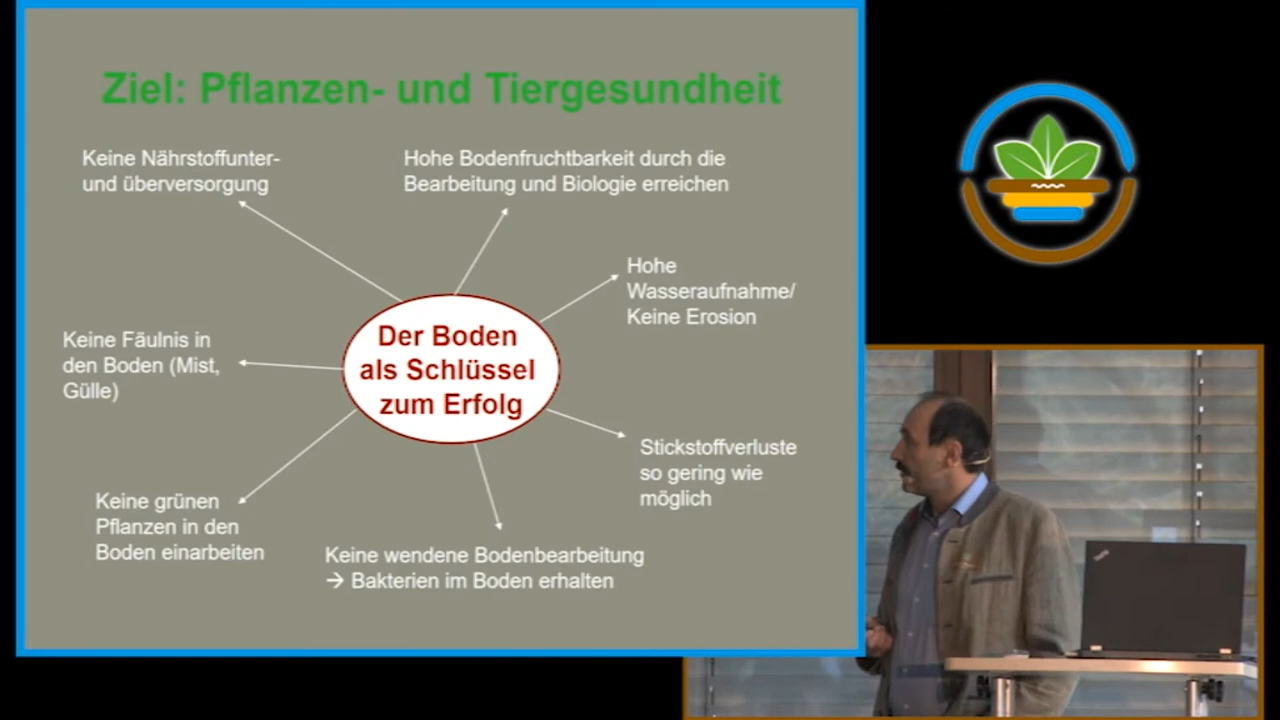 Ziel: Pflanzen- und Tiergesundheit
Keine Nährstoffunter-
und überversorgung
Hohe Bodenfruchtbarkeit durch die
Bearbeitung und Biologie erreichen
Hohe
Wasseraufnahme/
Keine Erosion
Keine Fäulnis in
den Boden (Mist,
Gülle)
Der Boden
als Schlüssel
zum Erfolg
Stickstoffverluste
so gering wie
möglich
Keine grünen
Pflanzen in den
Boden einarbeiten
Keine wendene Bodenbearbeitung
→ Bakterien im Boden erhalten